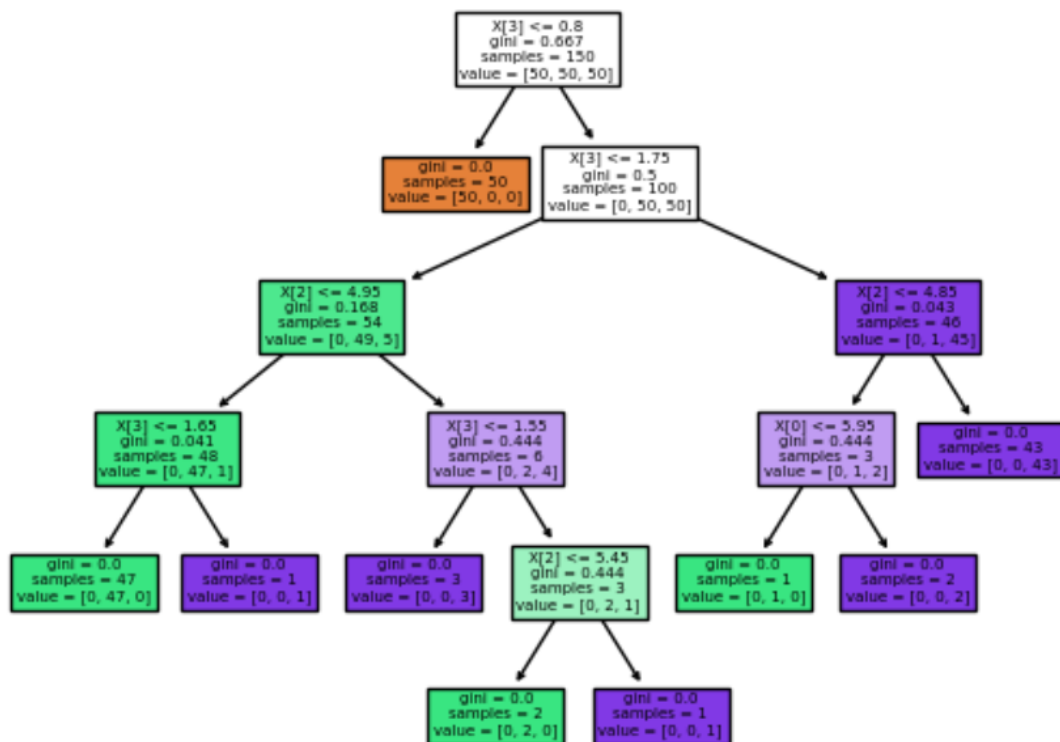 X[3] <= 0.8
gini = 0.667
samples = 150
value = [50, 50, 50]
gini = 0.0
samples = 50
value = [50, 0, 0]
X[3] <= 1.75
gini = 0.5
samples = 100
value = [0, 50, 50]
X[2] <= 4.95
gini = 0.168
samples = 54
value = [0, 49, 5]
X[2] <= 4.85
gini = 0.043
samples = 46
value = [0, 1, 45]
X[3] <= 1.65
gini = 0.041
samples = 48
value = [0, 47, 1]
X[3] <= 1.55
gini = 0.444
samples = 6
value = [0, 2, 4]
X[0] <= 5.95
gini = 0.444
samples = 3
value = [0, 1, 2]
gini = 0.0
samples = 43
value = [0, 0, 43]
gini = 0.0
samples = 47
value = [0, 47, 0]
gini = 0.0
samples = 1
value = [0, 0, 1]
gini = 0.0
samples = 3
value = [0, 0, 3]
X[2] <= 5.45
gini = 0.444
samples = 3
value = [0, 2, 1]
gini = 0.0
samples = 1
value = [0, 1, 0]
gini = 0.0
samples = 2
value = [0, 0, 2]
gini = 0.0
samples = 2
value = [0, 2, 0]
gini = 0.0
samples = 1
value = [0, 0, 1]